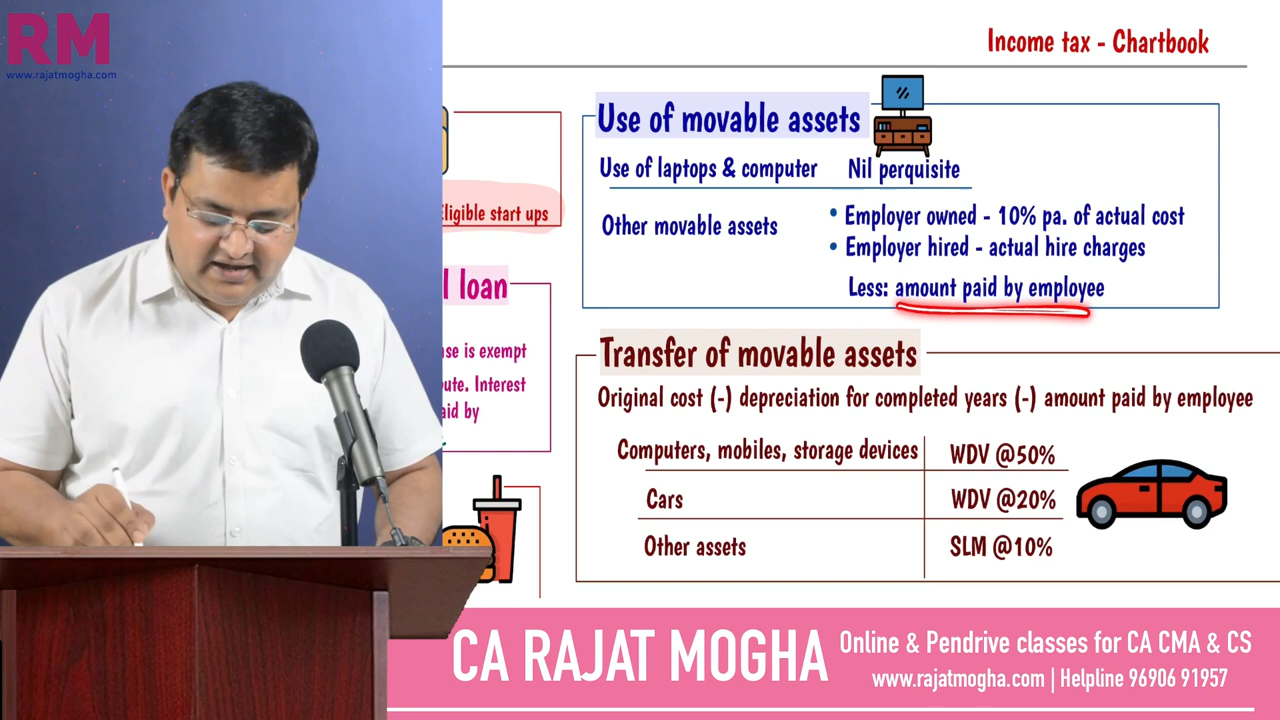 RM
www.rajatmogha.com
Income tax - Chartbook
Eligible start ups
l loan
is exempt
Interest
aid by
Use of movable assets
Use of laptops & computer Nil perquisite
Other movable assets
• Employer owned - 10% pa. of actual cost
• Employer hired - actual hire charges
Less: amount paid by employee
Transfer of movable assets
Original cost (-) depreciation for completed years (-) amount paid by employee
Computers, mobiles, storage devices WDV @50%
Cars WDV @20%
Other assets SLM @10%
CA RAJAT MOGHA
Online & Pendrive classes for CA CMA & CS
www.rajatmogha.com | Helpline 96906 91957